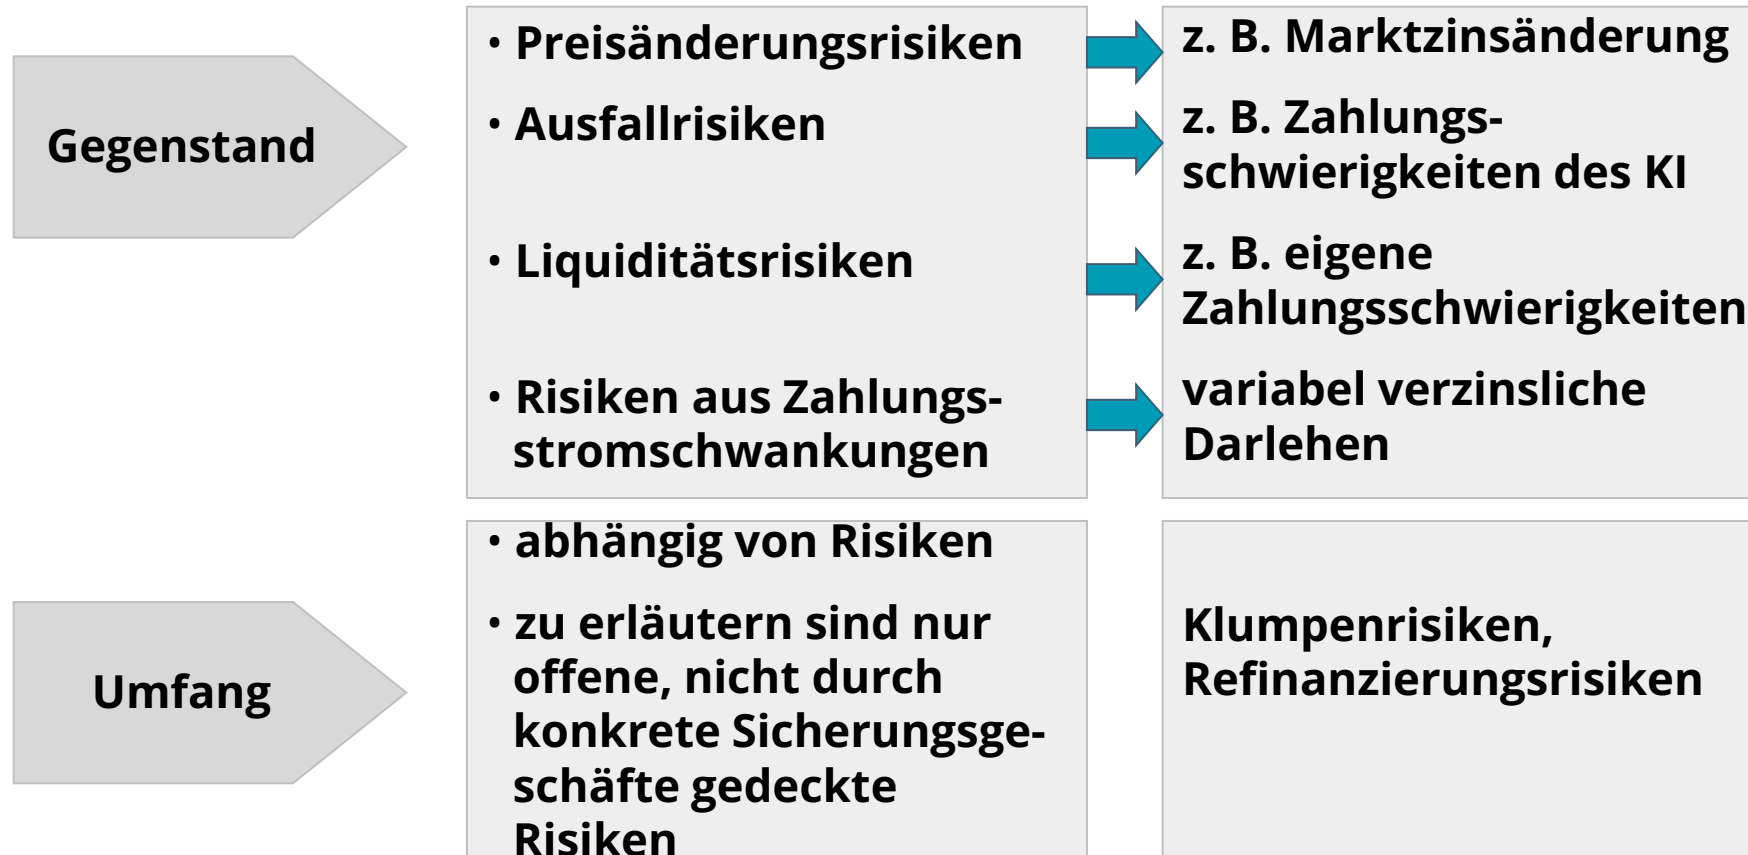 Gegenstand
• Preisänderungsrisiken
z. B. Marktzinsänderung
• Ausfallrisiken
z. B. Zahlungs-
schwierigkeiten des KI
• Liquiditätsrisiken
z. B. eigene
Zahlungsschwierigkeiten
• Risiken aus Zahlungs-
stromschwankungen
variabel verzinsliche
Darlehen
Umfang
• abhängig von Risiken
• zu erläutern sind nur
offene, nicht durch
konkrete Sicherungsge-
schäfte gedeckte
Risiken
Klumpenrisiken,
Refinanzierungsrisiken